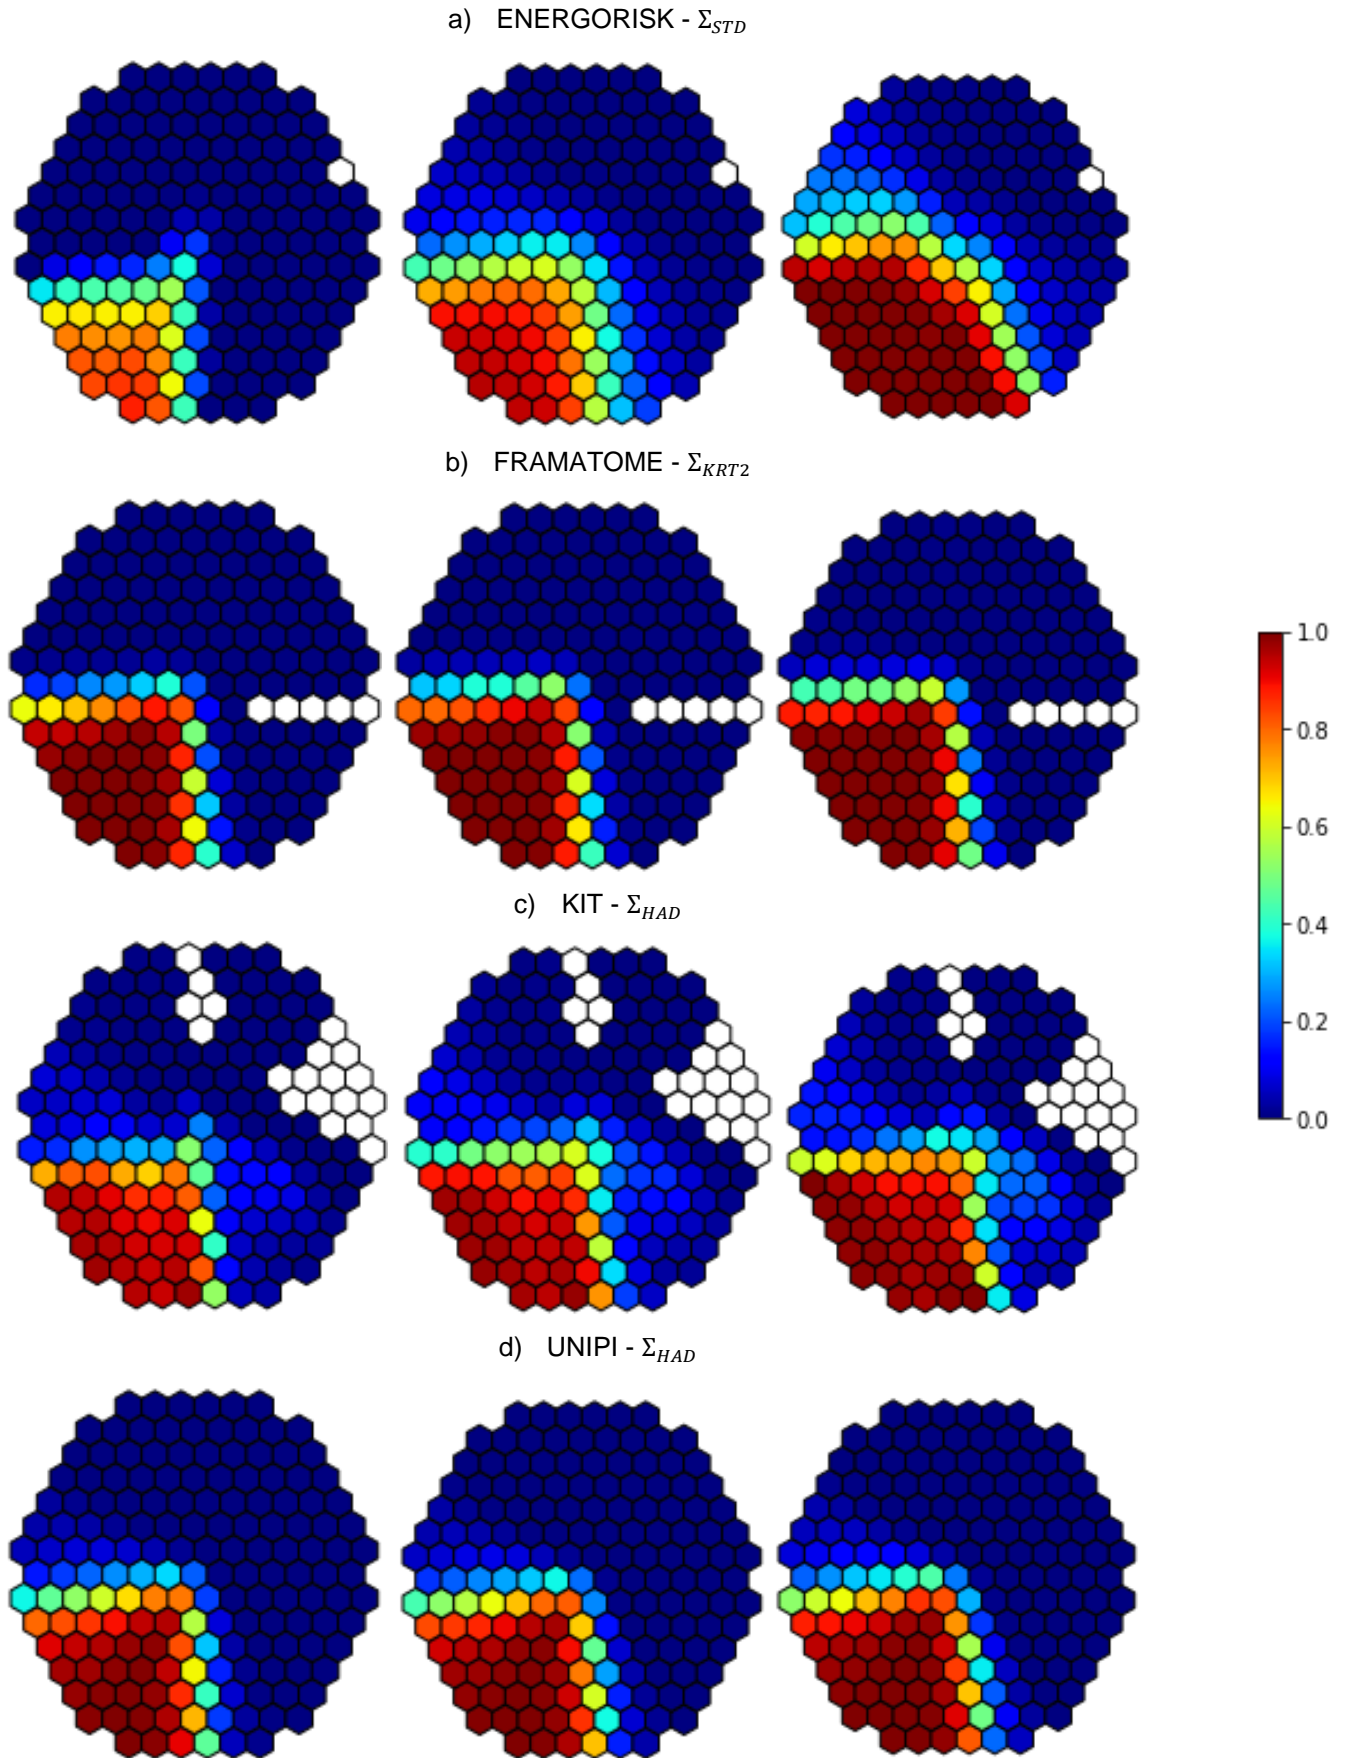 a) ENERGORISK - Σ_STD
b) FRAMATOME - Σ_KRT2
1.0
0.8
0.6
0.4
0.2
0.0
c) KIT - Σ_HAD
d) UNIPI - Σ_HAD